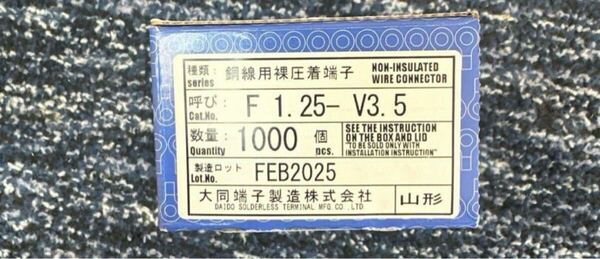 種類: 銅線用裸圧着端子 NON-INSULATED
series WIRE CONNECTOR
呼び: F 1.25- V3.5
Cat.No.
数量: 1000 個
Quantity pcs.
SEE THE INSTRUCTION
ON THE BOX AND LID
"TO BE SOLD ONLY WITH
INSTALLATION INSTRUCTION"
製造ロット FEB2025
Lot.No.
大同端子製造株式会社 山形
DAIDO SOLDERLESS TERMINAL MFG. CO.,LTD